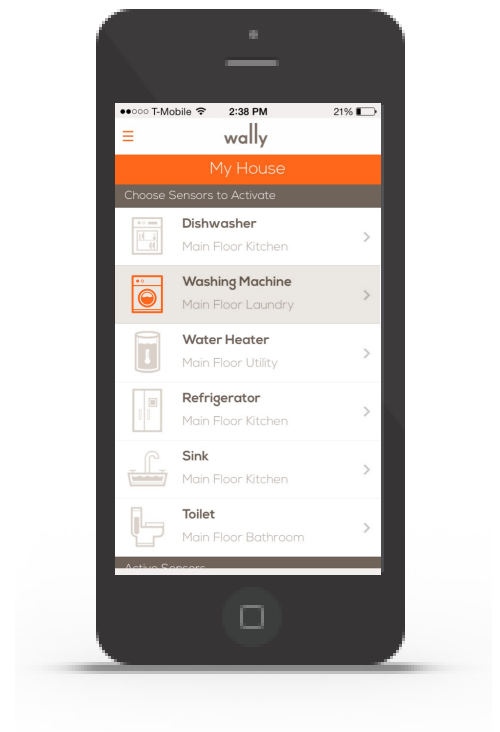 T-Mobile 2:38 PM 21%
wally
My House
Choose Sensors to Activate
Dishwasher
Main Floor Kitchen
Washing Machine
Main Floor Laundry
Water Heater
Main Floor Utility
Refrigerator
Main Floor Kitchen
Sink
Main Floor Kitchen
Toilet
Main Floor Bathroom
Active Sensors